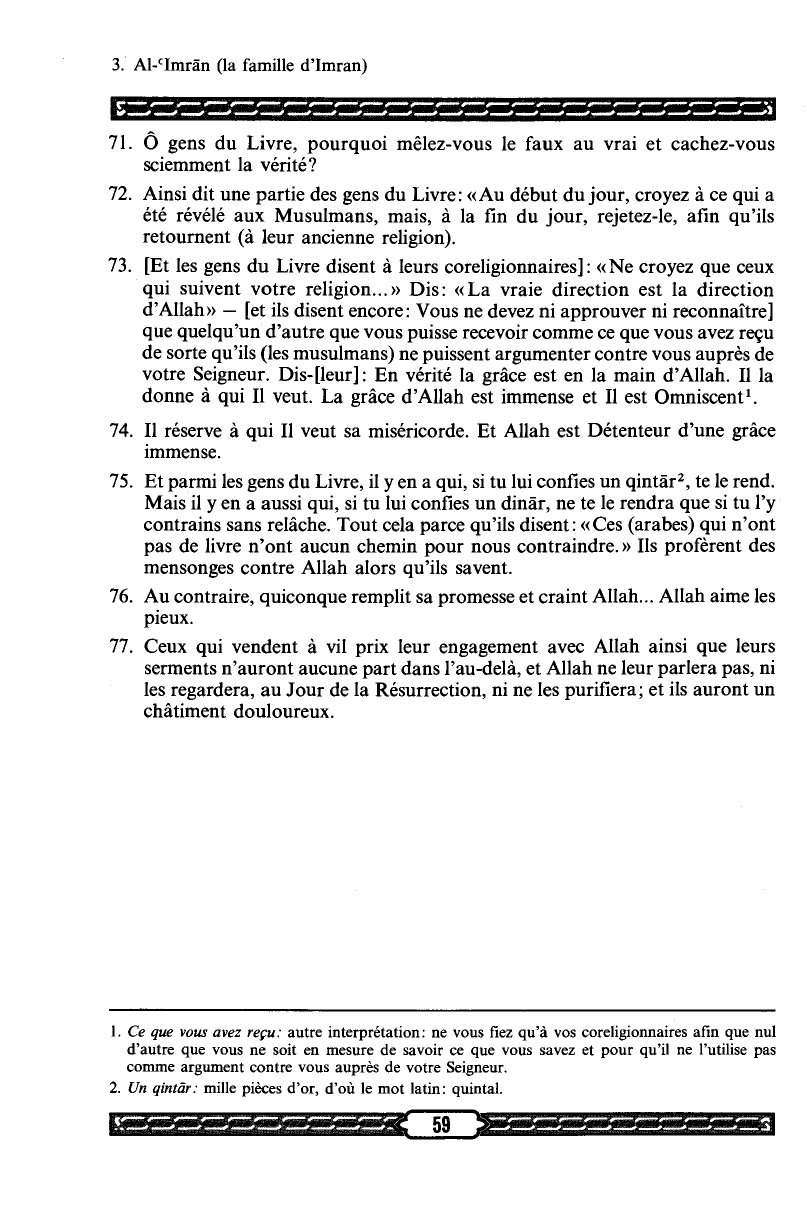 3. Al-ʿImrān (la famille d'Imran)
71. Ô gens du Livre, pourquoi mêlez-vous le faux au vrai et cachez-vous
sciemment la vérité?
72. Ainsi dit une partie des gens du Livre: «Au début du jour, croyez à ce qui a
été révélé aux Musulmans, mais, à la fin du jour, rejetez-le, afin qu'ils
retournent (à leur ancienne religion).
73. [Et les gens du Livre disent à leurs coreligionnaires]: «Ne croyez que ceux
qui suivent votre religion...» Dis: «La vraie direction est la direction
d'Allah» — [et ils disent encore: Vous ne devez ni approuver ni reconnaître]
que quelqu'un d'autre que vous puisse recevoir comme ce que vous avez reçu
de sorte qu'ils (les musulmans) ne puissent argumenter contre vous auprès de
votre Seigneur. Dis-[leur]: En vérité la grâce est en la main d'Allah. Il la
donne à qui Il veut. La grâce d'Allah est immense et Il est Omniscent¹.
74. Il réserve à qui Il veut sa miséricorde. Et Allah est Détenteur d'une grâce
immense.
75. Et parmi les gens du Livre, il y en a qui, si tu lui confies un qintār², te le rend.
Mais il y en a aussi qui, si tu lui confies un dinār, ne te le rendra que si tu l'y
contrains sans relâche. Tout cela parce qu'ils disent: «Ces (arabes) qui n'ont
pas de livre n'ont aucun chemin pour nous contraindre.» Ils profèrent des
mensonges contre Allah alors qu'ils savent.
76. Au contraire, quiconque remplit sa promesse et craint Allah... Allah aime les
pieux.
77. Ceux qui vendent à vil prix leur engagement avec Allah ainsi que leurs
serments n'auront aucune part dans l'au-delà, et Allah ne leur parlera pas, ni
les regardera, au Jour de la Résurrection, ni ne les purifiera; et ils auront un
châtiment douloureux.
1. Ce que vous avez reçu: autre interprétation: ne vous fiez qu'à vos coreligionnaires afin que nul
d'autre que vous ne soit en mesure de savoir ce que vous savez et pour qu'il ne l'utilise pas
comme argument contre vous auprès de votre Seigneur.
2. Un qintār: mille pièces d'or, d'où le mot latin: quintal.
59